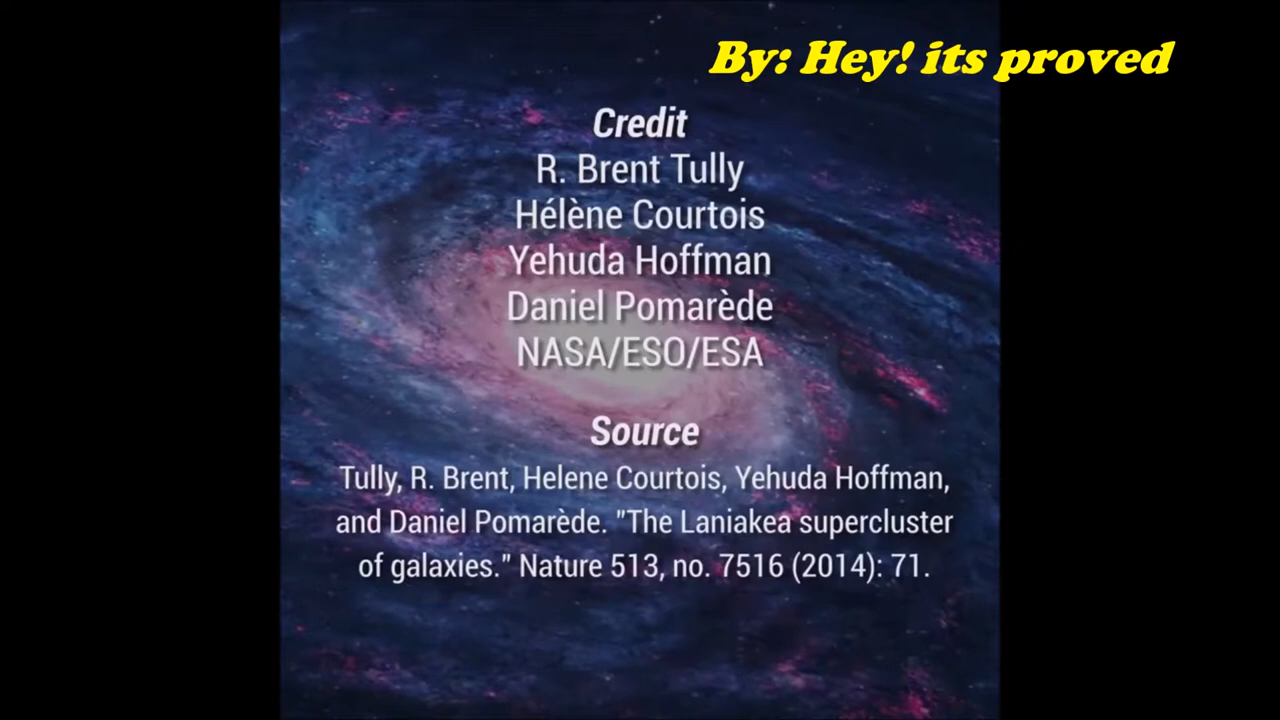 By: Hey! its proved
Credit
R. Brent Tully
Hélène Courtois
Yehuda Hoffman
Daniel Pomarède
NASA/ESO/ESA
Source
Tully, R. Brent, Helene Courtois, Yehuda Hoffman,
and Daniel Pomarède. "The Laniakea supercluster
of galaxies." Nature 513, no. 7516 (2014): 71.